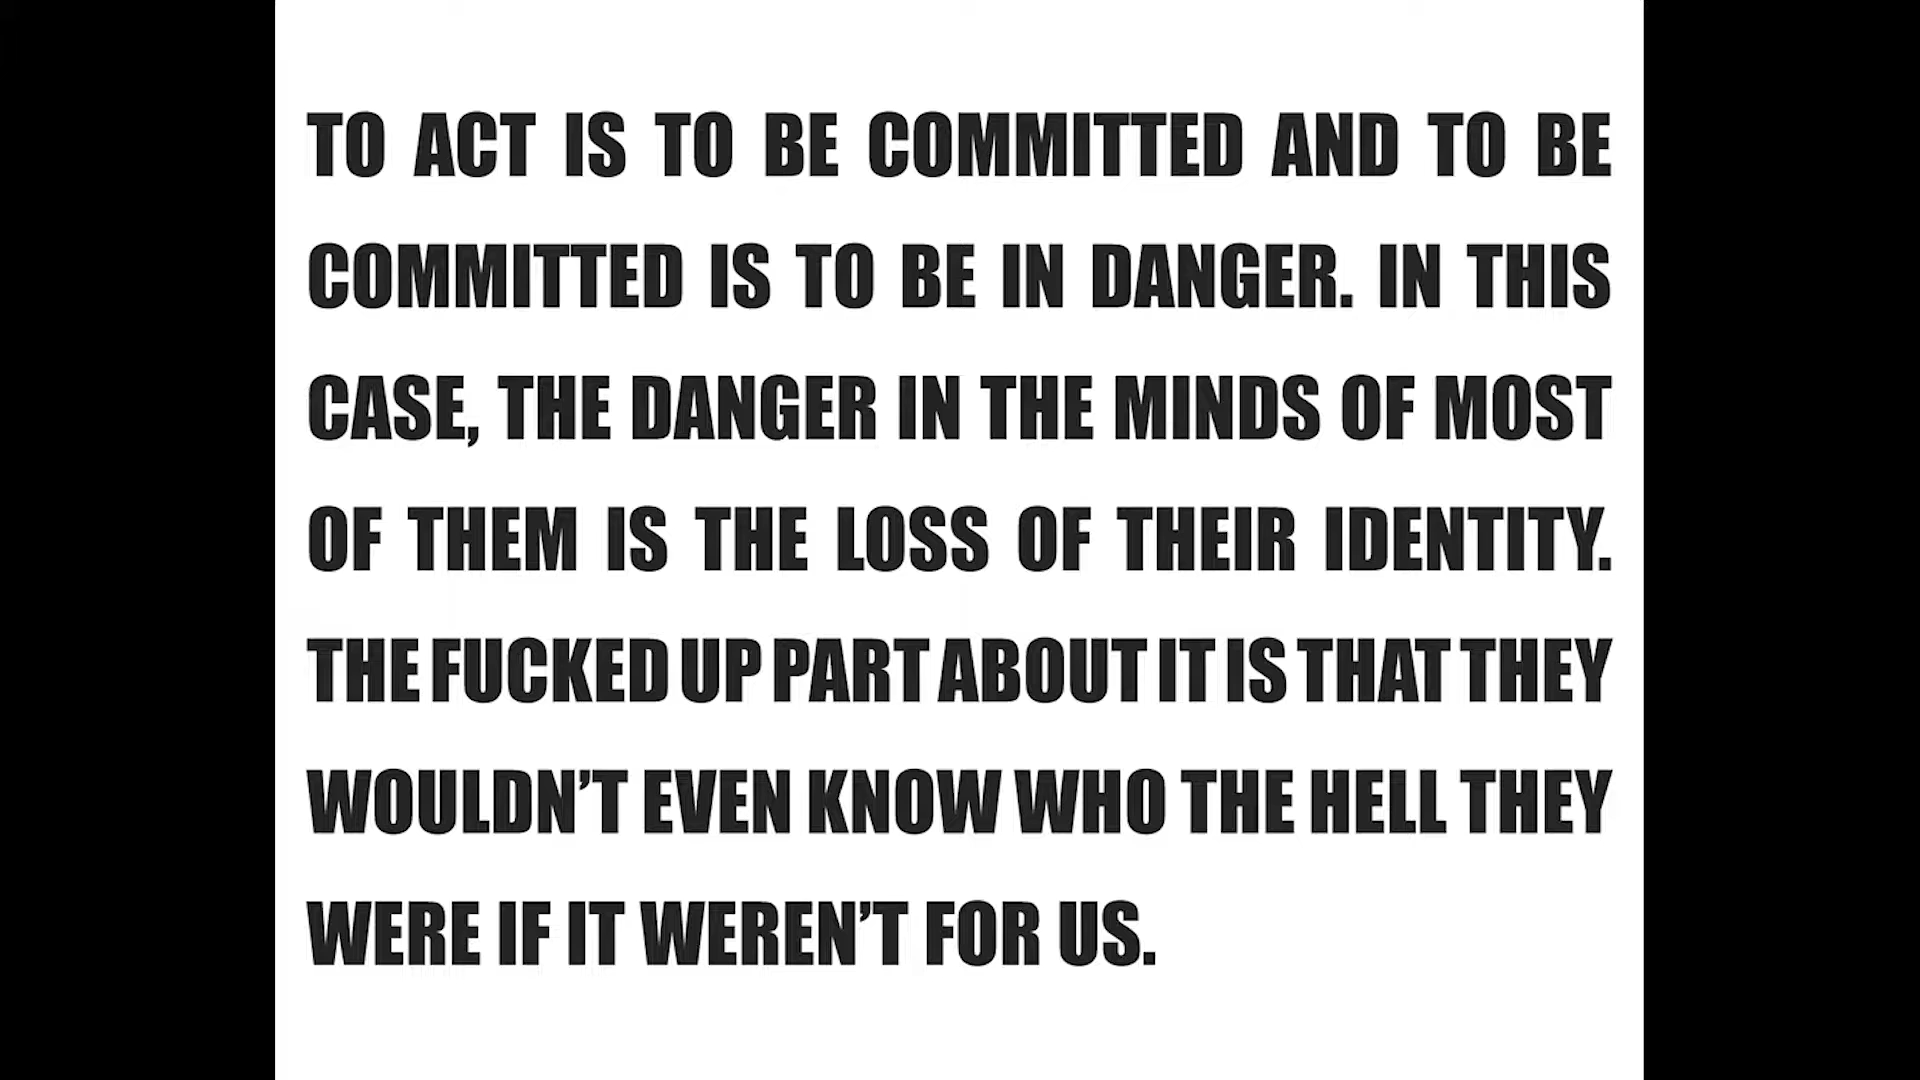 TO ACT IS TO BE COMMITTED AND TO BE
COMMITTED IS TO BE IN DANGER. IN THIS
CASE, THE DANGER IN THE MINDS OF MOST
OF THEM IS THE LOSS OF THEIR IDENTITY.
THE FUCKED UP PART ABOUT IT IS THAT THEY
WOULDN’T EVEN KNOW WHO THE HELL THEY
WERE IF IT WEREN’T FOR US.